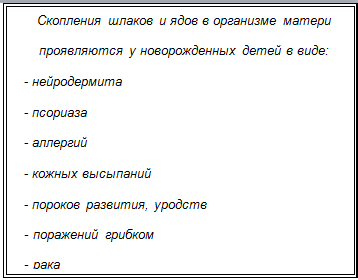 Скопления шлаков и ядов в организме матери
проявляются у новорожденных детей в виде:
- нейродермита
- псориаза
- аллергий
- кожных высыпаний
- пороков развития, уродств
- поражений грибком
- рака